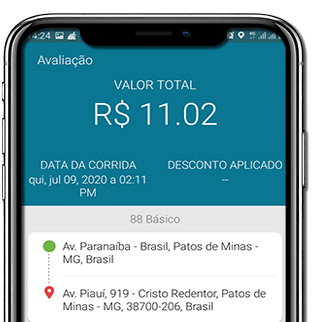 14:24
Avaliação
VALOR TOTAL
R$ 11.02
DATA DA CORRIDA
qui, jul 09, 2020 a 02:11
PM
DESCONTO APLICADO
--
88 Básico
Av. Paranaíba - Brasil, Patos de Minas -
MG, Brasil
Av. Piauí, 919 - Cristo Redentor, Patos de
Minas - MG, 38700-206, Brasil